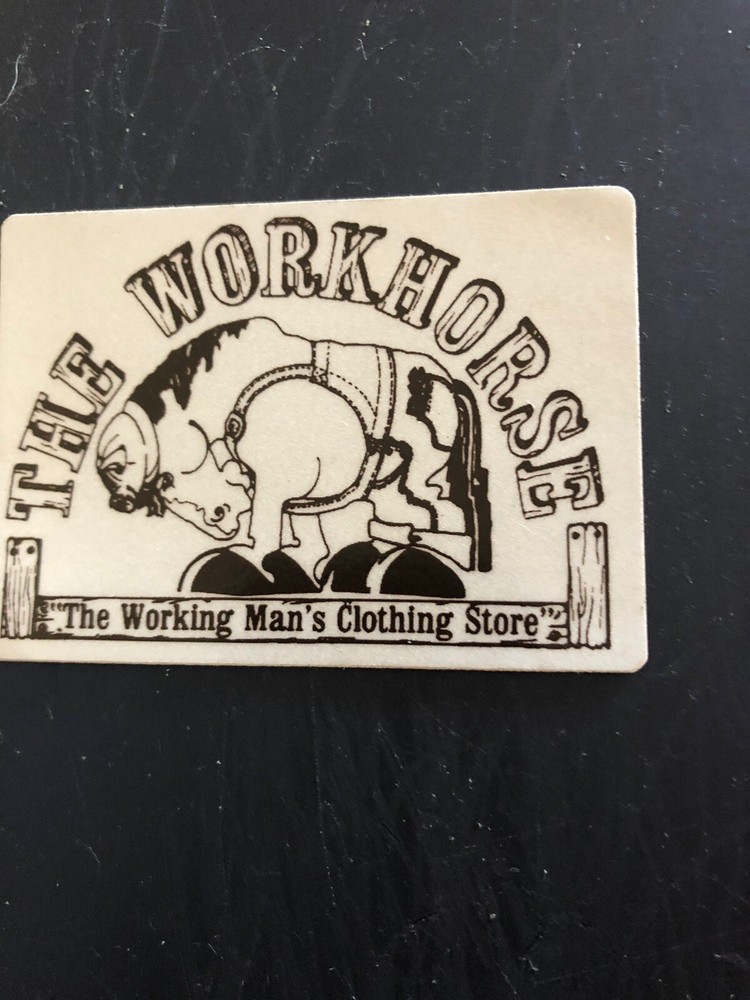 THE WORKHORSE
"The Working Man's Clothing Store"